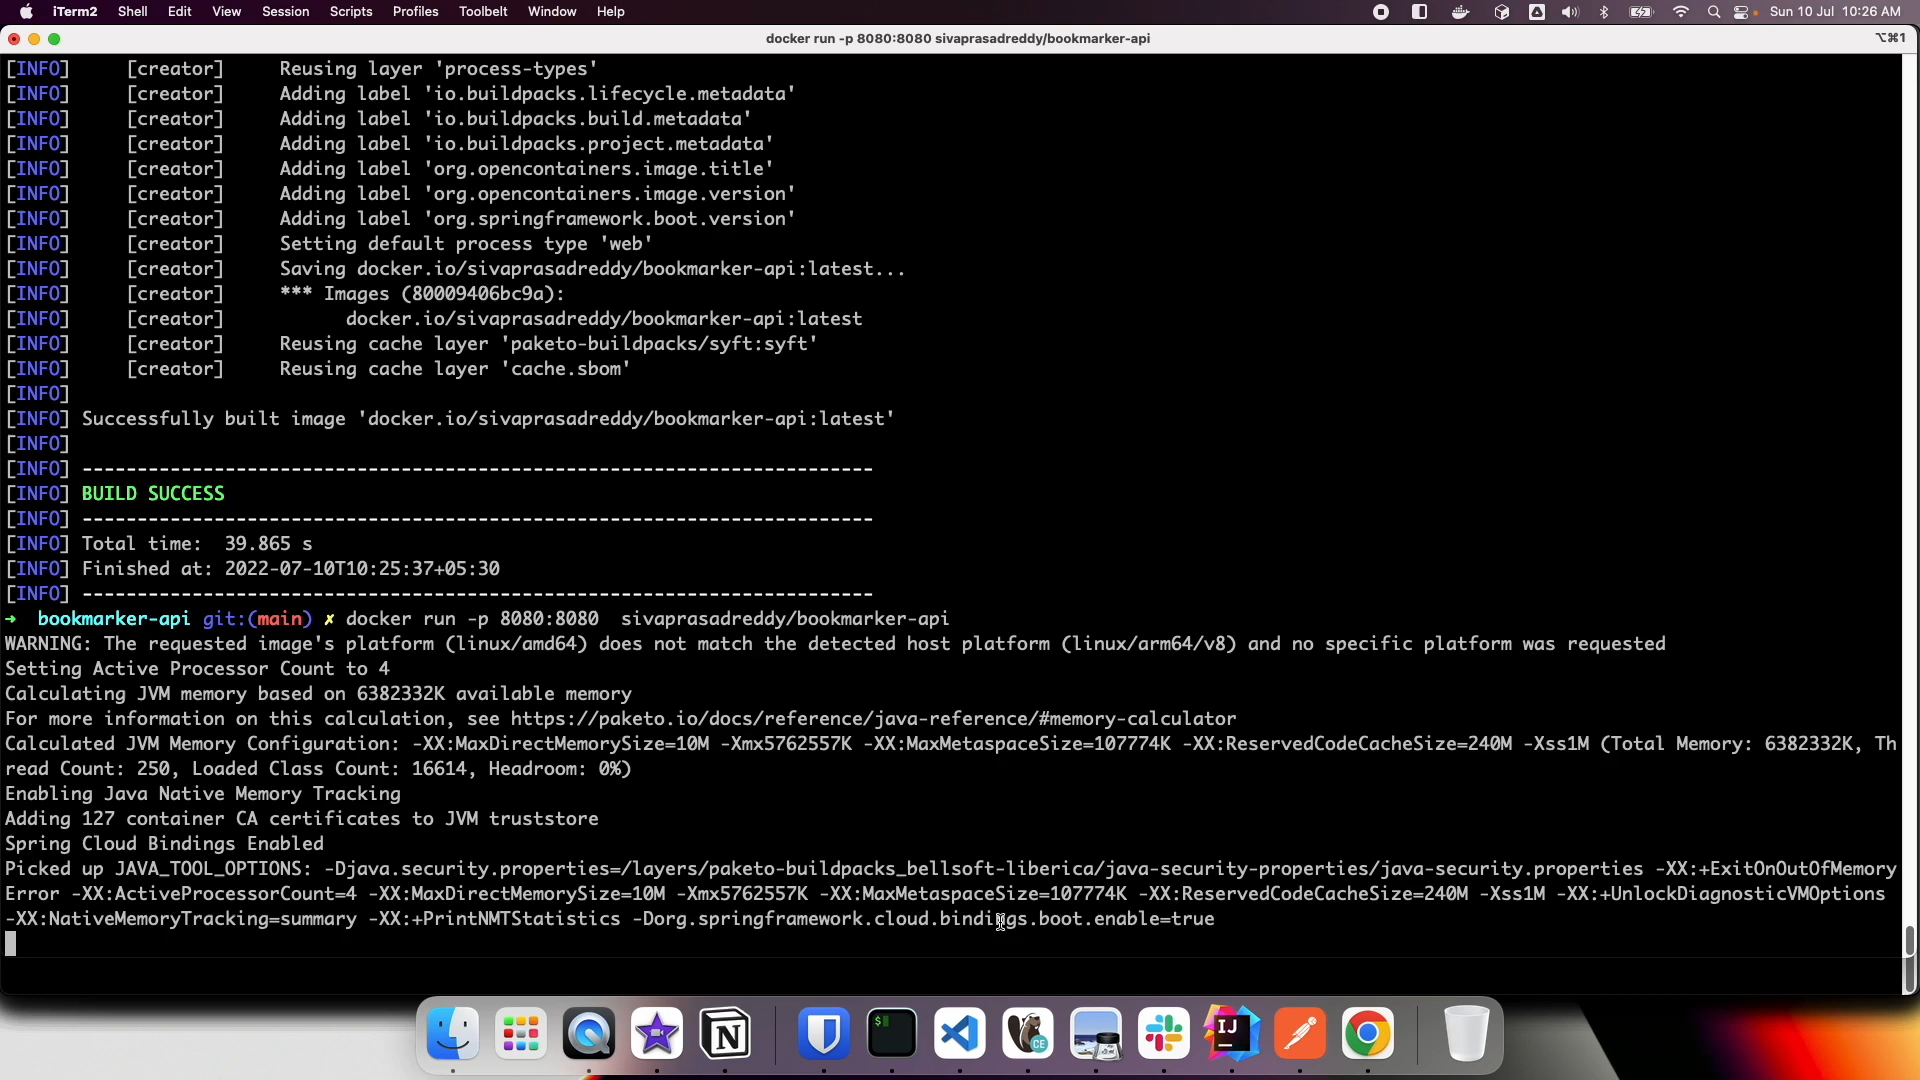 iTerm2 Shell Edit View Session Scripts Profiles Toolbelt Window Help Sun 10 Jul 10:26 AM
docker run -p 8080:8080 sivaprasadreddy/bookmarker-api ⌥⌘1
[INFO] [creator] Reusing layer 'process-types'
[INFO] [creator] Adding label 'io.buildpacks.lifecycle.metadata'
[INFO] [creator] Adding label 'io.buildpacks.build.metadata'
[INFO] [creator] Adding label 'io.buildpacks.project.metadata'
[INFO] [creator] Adding label 'org.opencontainers.image.title'
[INFO] [creator] Adding label 'org.opencontainers.image.version'
[INFO] [creator] Adding label 'org.springframework.boot.version'
[INFO] [creator] Setting default process type 'web'
[INFO] [creator] Saving docker.io/sivaprasadreddy/bookmarker-api:latest...
[INFO] [creator] *** Images (80009406bc9a):
[INFO] [creator] docker.io/sivaprasadreddy/bookmarker-api:latest
[INFO] [creator] Reusing cache layer 'paketo-buildpacks/syft:syft'
[INFO] [creator] Reusing cache layer 'cache.sbom'
[INFO]
[INFO] Successfully built image 'docker.io/sivaprasadreddy/bookmarker-api:latest'
[INFO]
[INFO] ------------------------------------------------------------------------
[INFO] BUILD SUCCESS
[INFO] ------------------------------------------------------------------------
[INFO] Total time: 39.865 s
[INFO] Finished at: 2022-07-10T10:25:37+05:30
[INFO] ------------------------------------------------------------------------
→ bookmarker-api git:(main) ✗ docker run -p 8080:8080 sivaprasadreddy/bookmarker-api
WARNING: The requested image's platform (linux/amd64) does not match the detected host platform (linux/arm64/v8) and no specific platform was requested
Setting Active Processor Count to 4
Calculating JVM memory based on 6382332K available memory
For more information on this calculation, see https://paketo.io/docs/reference/java-reference/#memory-calculator
Calculated JVM Memory Configuration: -XX:MaxDirectMemorySize=10M -Xmx5762557K -XX:MaxMetaspaceSize=107774K -XX:ReservedCodeCacheSize=240M -Xss1M (Total Memory: 6382332K, Th
read Count: 250, Loaded Class Count: 16614, Headroom: 0%)
Enabling Java Native Memory Tracking
Adding 127 container CA certificates to JVM truststore
Spring Cloud Bindings Enabled
Picked up JAVA_TOOL_OPTIONS: -Djava.security.properties=/layers/paketo-buildpacks_bellsoft-liberica/java-security-properties/java-security.properties -XX:+ExitOnOutOfMemory
Error -XX:ActiveProcessorCount=4 -XX:MaxDirectMemorySize=10M -Xmx5762557K -XX:MaxMetaspaceSize=107774K -XX:ReservedCodeCacheSize=240M -Xss1M -XX:+UnlockDiagnosticVMOptions
-XX:NativeMemoryTracking=summary -XX:+PrintNMTStatistics -Dorg.springframework.cloud.bindings.boot.enable=true